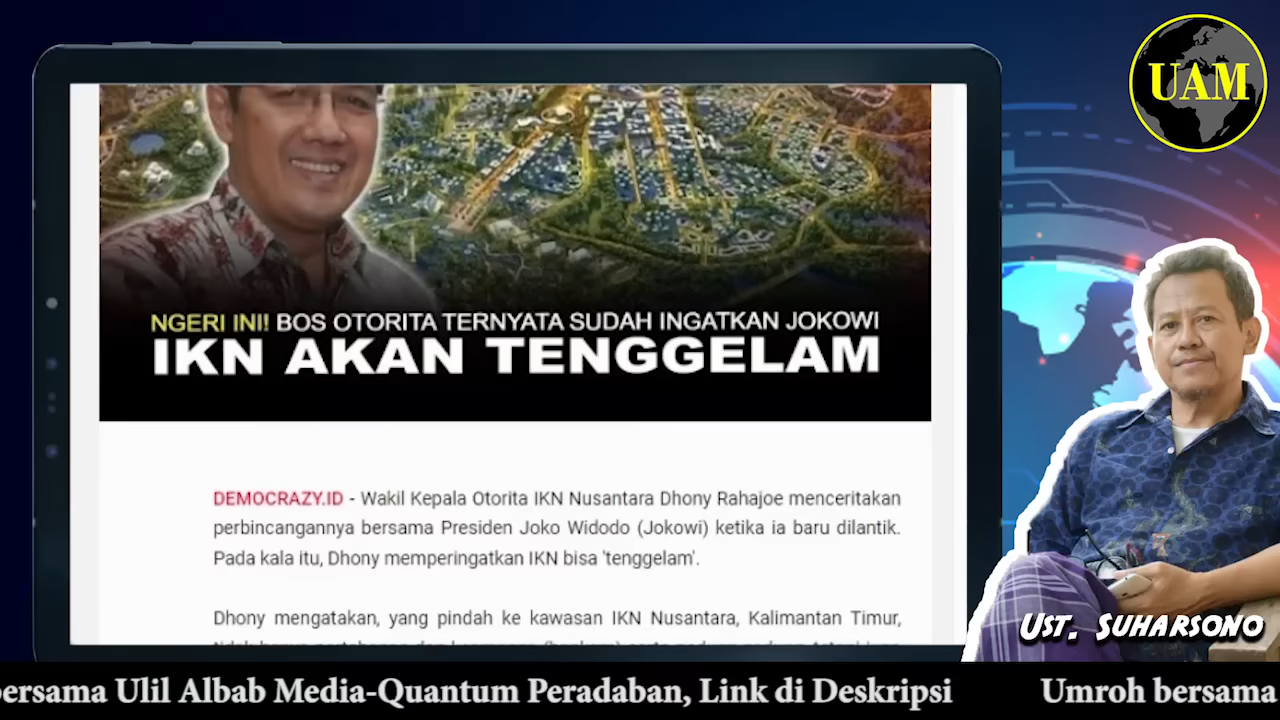 UAM
NGERI INI! BOS OTORITA TERNYATA SUDAH INGATKAN JOKOWI
IKN AKAN TENGGELAM
DEMOCRAZY.ID - Wakil Kepala Otorita IKN Nusantara Dhony Rahajoe menceritakan
perbincangannya bersama Presiden Joko Widodo (Jokowi) ketika ia baru dilantik.
Pada kala itu, Dhony memperingatkan IKN bisa 'tenggelam'.
Dhony mengatakan, yang pindah ke kawasan IKN Nusantara, Kalimantan Timur,
UST. SUHARSONO
bersama Ulil Albab Media-Quantum Peradaban, Link di Deskripsi Umroh bersama